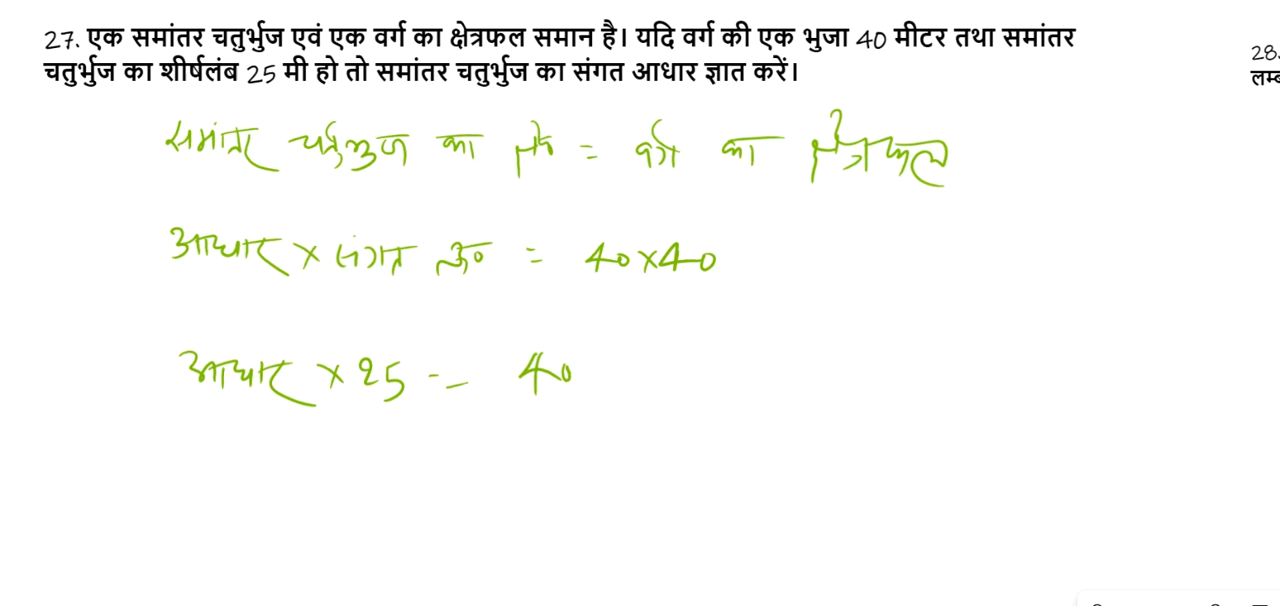 27. एक समांतर चतुर्भुज एवं एक वर्ग का क्षेत्रफल समान है। यदि वर्ग की एक भुजा 40 मीटर तथा समांतर
चतुर्भुज का शीर्षलंब 25 मी हो तो समांतर चतुर्भुज का संगत आधार ज्ञात करें।
28.
लम्ब
समांतर चतुर्भुज का क्षे० = वर्ग का क्षेत्रफल
आधार × संगत = 40×40
आधार × 25 = 40